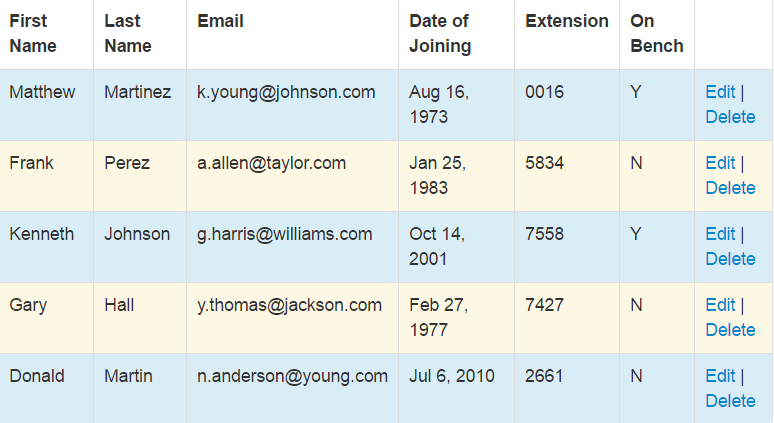 First Name Last Name Email Date of Joining Extension On Bench
Matthew Martinez k.young@johnson.com Aug 16, 1973 0016 Y Edit | Delete
Frank Perez a.allen@taylor.com Jan 25, 1983 5834 N Edit | Delete
Kenneth Johnson g.harris@williams.com Oct 14, 2001 7558 Y Edit | Delete
Gary Hall y.thomas@jackson.com Feb 27, 1977 7427 N Edit | Delete
Donald Martin n.anderson@young.com Jul 6, 2010 2661 N Edit | Delete